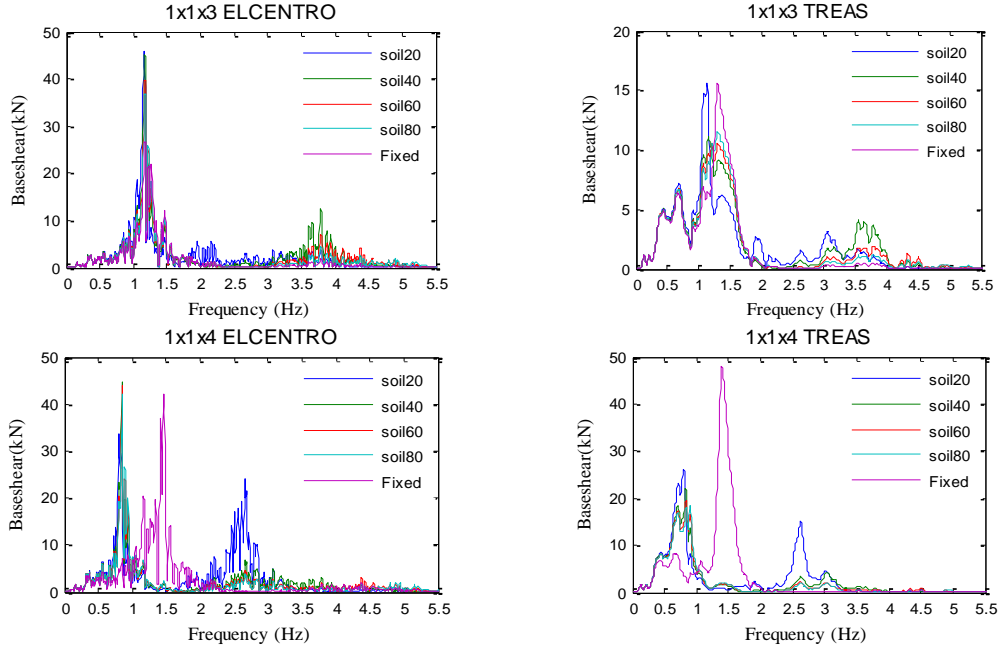 1x1x3 ELCENTRO
50
40
30
20
10
0
Baseshear(kN)
soil20
soil40
soil60
soil80
Fixed
0 0.5 1 1.5 2 2.5 3 3.5 4 4.5 5 5.5
Frequency (Hz)
1x1x3 TREAS
20
15
10
5
0
Baseshear(kN)
soil20
soil40
soil60
soil80
Fixed
0 0.5 1 1.5 2 2.5 3 3.5 4 4.5 5 5.5
Frequency (Hz)
1x1x4 ELCENTRO
50
40
30
20
10
0
Baseshear(kN)
soil20
soil40
soil60
soil80
Fixed
0 0.5 1 1.5 2 2.5 3 3.5 4 4.5 5 5.5
Frequency (Hz)
1x1x4 TREAS
50
40
30
20
10
0
Baseshear(kN)
soil20
soil40
soil60
soil80
Fixed
0 0.5 1 1.5 2 2.5 3 3.5 4 4.5 5 5.5
Frequency (Hz)